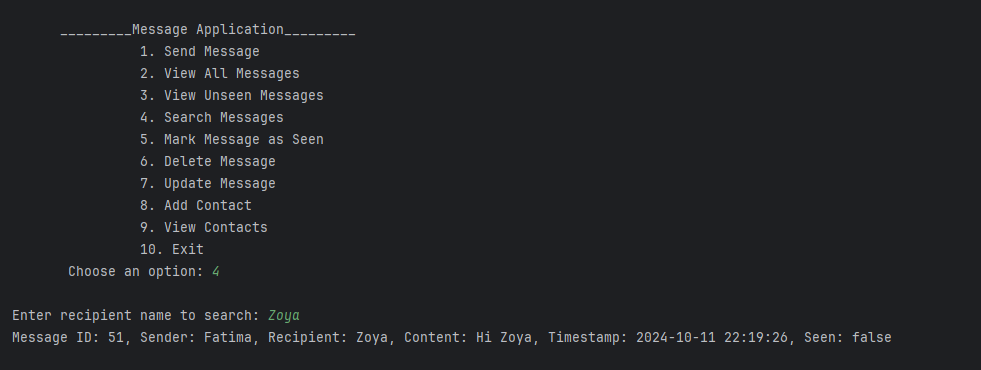 _________Message Application_________
1. Send Message
2. View All Messages
3. View Unseen Messages
4. Search Messages
5. Mark Message as Seen
6. Delete Message
7. Update Message
8. Add Contact
9. View Contacts
10. Exit
Choose an option: 4
Enter recipient name to search: Zoya
Message ID: 51, Sender: Fatima, Recipient: Zoya, Content: Hi Zoya, Timestamp: 2024-10-11 22:19:26, Seen: false